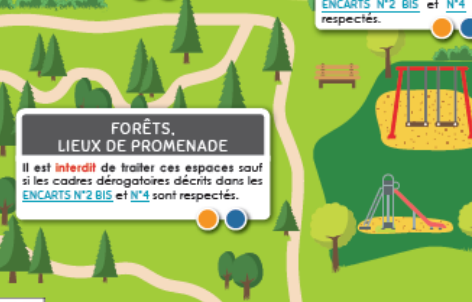 ENCARTS N°2 BIS et N°4
respectés.
FORÊTS,
LIEUX DE PROMENADE
Il est interdit de traiter ces espaces sauf
si les cadres dérogatoires décrits dans les
ENCARTS N°2 BIS et N°4 sont respectés.